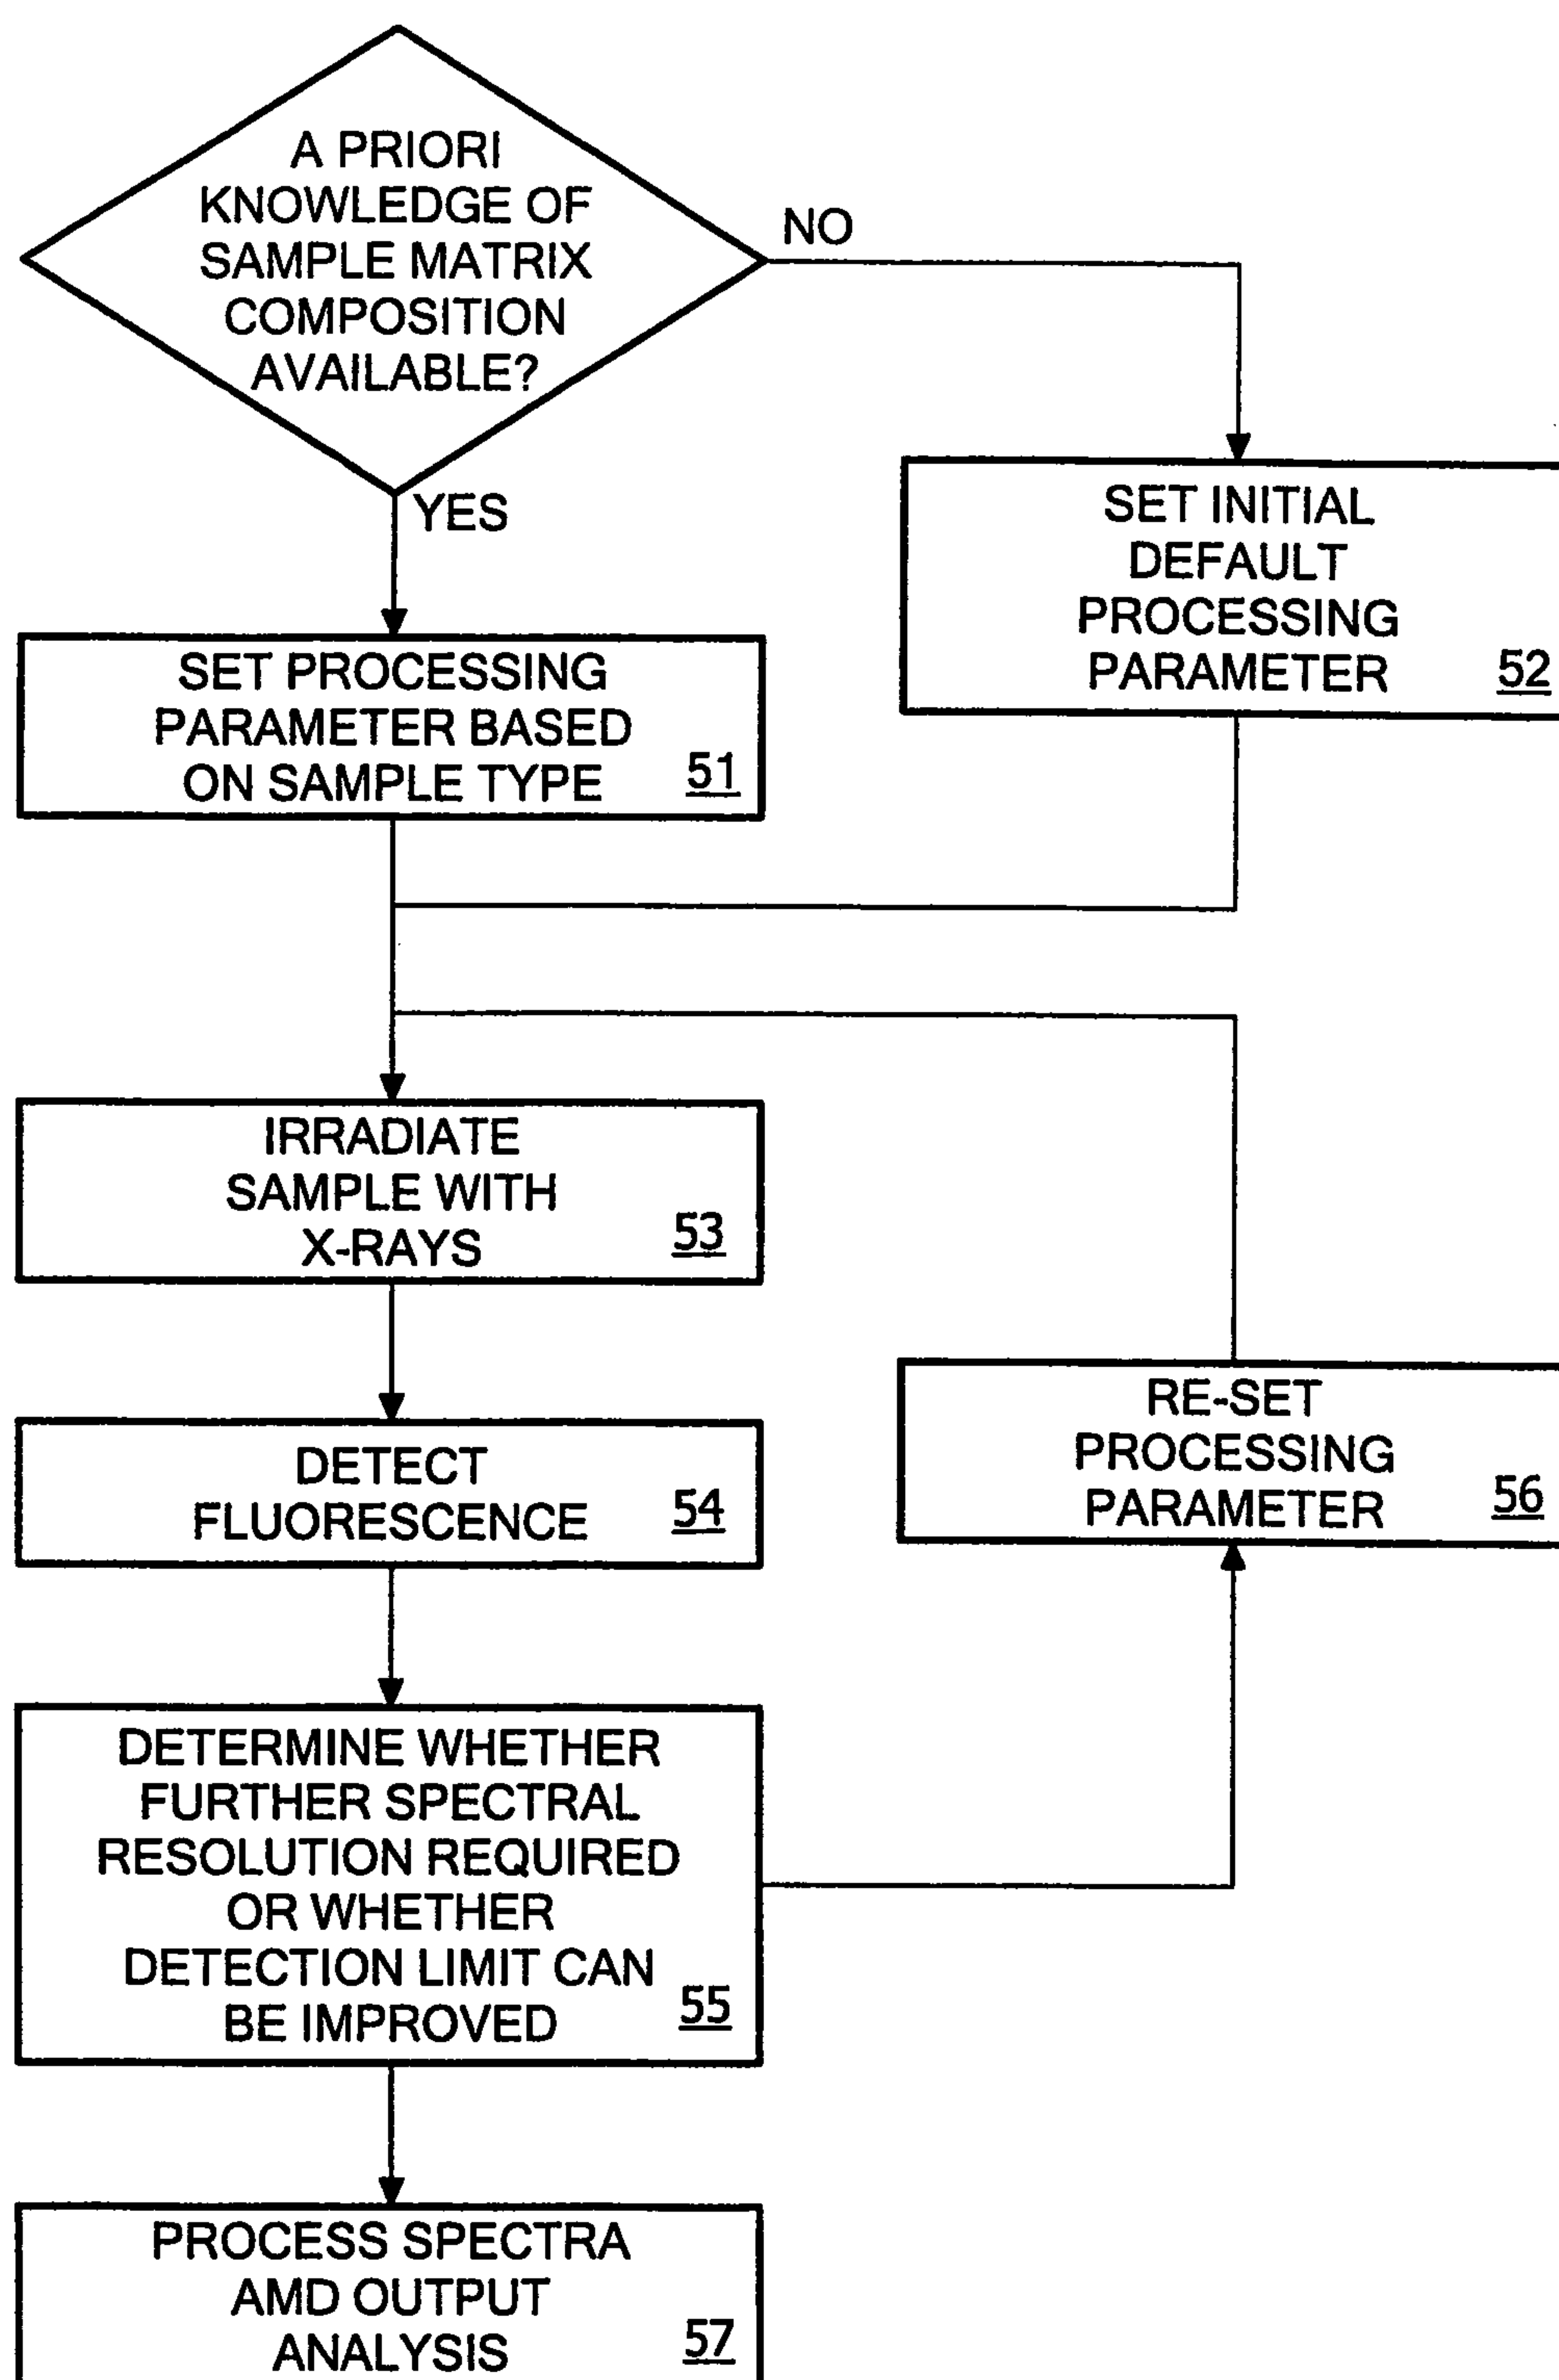 A PRIORI
KNOWLEDGE OF
SAMPLE MATRIX
COMPOSITION
AVAILABLE?
NO
YES
SET INITIAL
DEFAULT
PROCESSING
PARAMETER
52
SET PROCESSING
PARAMETER BASED
ON SAMPLE TYPE
51
IRRADIATE
SAMPLE WITH
X-RAYS
53
DETECT
FLUORESCENCE
54
RE-SET
PROCESSING
PARAMETER
56
DETERMINE WHETHER
FURTHER SPECTRAL
RESOLUTION REQUIRED
OR WHETHER
DETECTION LIMIT CAN
BE IMPROVED
55
PROCESS SPECTRA
AMD OUTPUT
ANALYSIS
57